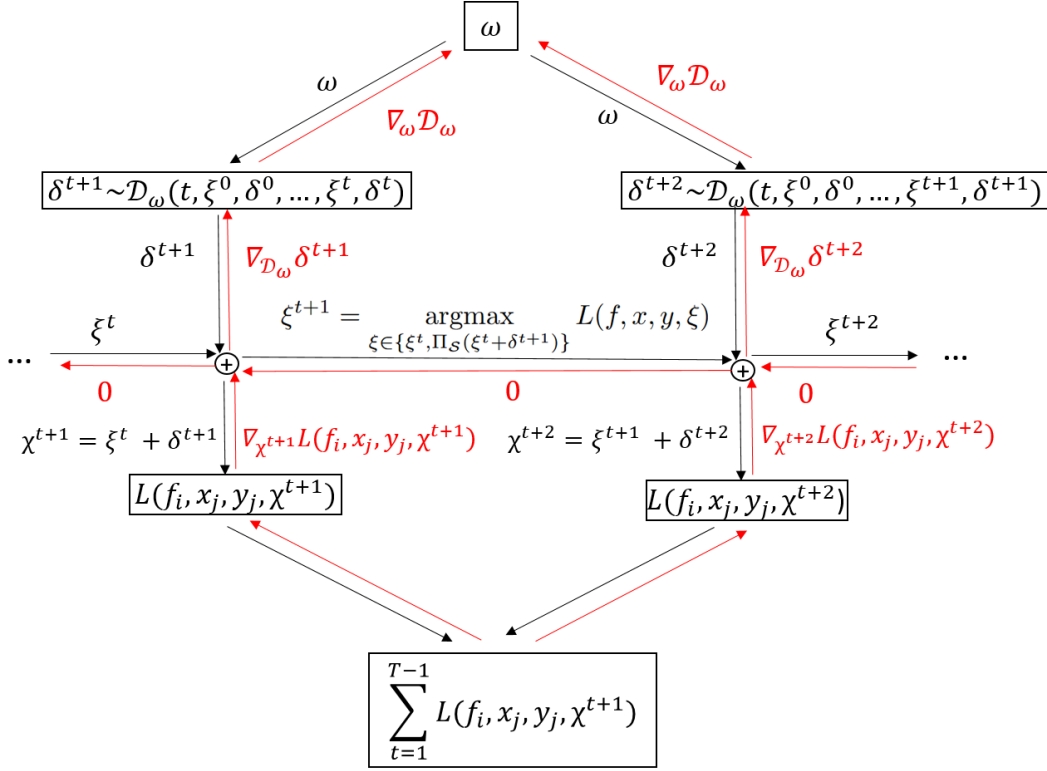 ω
ω
∇_ω 𝒟_ω
∇_ω 𝒟_ω
ω
δ^{t+1}~𝒟_ω(t, ξ^0, δ^0, …, ξ^t, δ^t)
δ^{t+2}~𝒟_ω(t, ξ^0, δ^0, …, ξ^{t+1}, δ^{t+1})
δ^{t+1}
∇_{𝒟_ω} δ^{t+1}
δ^{t+2}
∇_{𝒟_ω} δ^{t+2}
ξ^t
ξ^{t+1} = argmax_{ξ∈{ξ^t, Π_𝒮(ξ^t+δ^{t+1})}} L(f, x, y, ξ)
ξ^{t+2}
...
+
+
...
0
0
0
χ^{t+1} = ξ^t + δ^{t+1}
∇_{χ^{t+1}} L(f_i, x_j, y_j, χ^{t+1})
χ^{t+2} = ξ^{t+1} + δ^{t+2}
∇_{χ^{t+2}} L(f_i, x_j, y_j, χ^{t+2})
L(f_i, x_j, y_j, χ^{t+1})
L(f_i, x_j, y_j, χ^{t+2})
∑_{t=1}^{T−1} L(f_i, x_j, y_j, χ^{t+1})